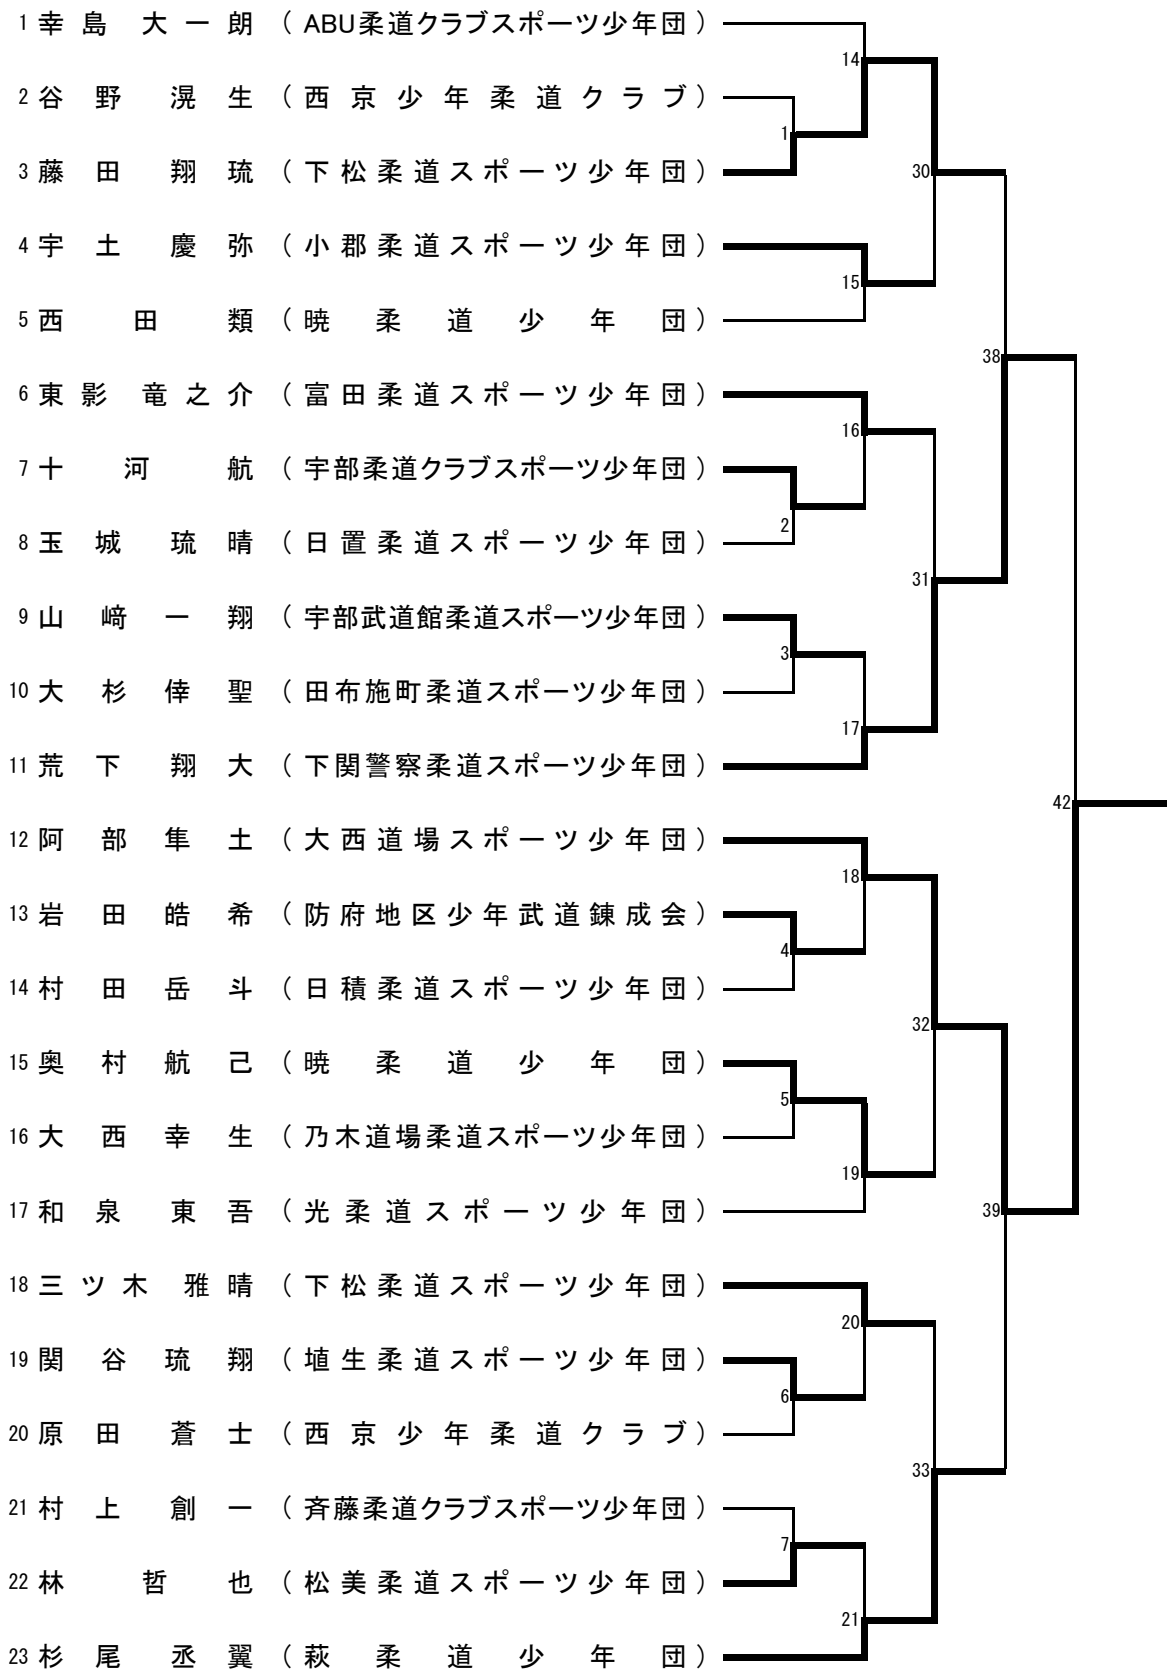 1 幸島 大一朗 （ABU柔道クラブスポーツ少年団）
14
2 谷野 滉生 （西京少年柔道クラブ）
1
3 藤田 翔琉 （下松柔道スポーツ少年団）
30
4 宇土 慶弥 （小郡柔道スポーツ少年団）
15
5 西田 類 （暁柔道少年団）
38
6 東影 竜之介 （富田柔道スポーツ少年団）
16
7 十河 航 （宇部柔道クラブスポーツ少年団）
2
8 玉城 琉晴 （日置柔道スポーツ少年団）
31
9 山﨑 一翔 （宇部武道館柔道スポーツ少年団）
3
10 大杉 倖聖 （田布施町柔道スポーツ少年団）
17
11 荒下 翔大 （下関警察柔道スポーツ少年団）
42
12 阿部 隼土 （大西道場スポーツ少年団）
18
13 岩田 皓希 （防府地区少年武道錬成会）
4
14 村田 岳斗 （日積柔道スポーツ少年団）
32
15 奥村 航己 （暁柔道少年団）
5
16 大西 幸生 （乃木道場柔道スポーツ少年団）
19
17 和泉 東吾 （光柔道スポーツ少年団）
39
18 三ツ木 雅晴 （下松柔道スポーツ少年団）
20
19 関谷 琉翔 （埴生柔道スポーツ少年団）
6
20 原田 蒼士 （西京少年柔道クラブ）
33
21 村上 創一 （斉藤柔道クラブスポーツ少年団）
7
22 林 哲也 （松美柔道スポーツ少年団）
21
23 杉尾 丞翼 （萩柔道少年団）